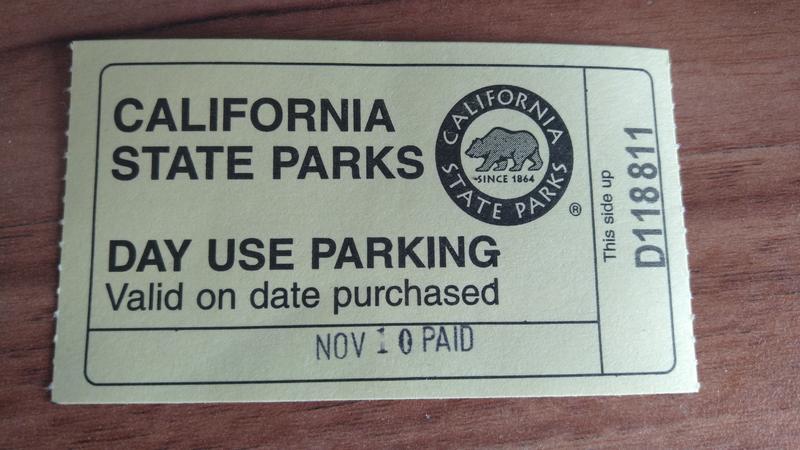 CALIFORNIA
STATE PARKS
CALIFORNIA
SINCE 1864
STATE PARKS
®
DAY USE PARKING
Valid on date purchased
NOV 10 PAID
This side up
D118811